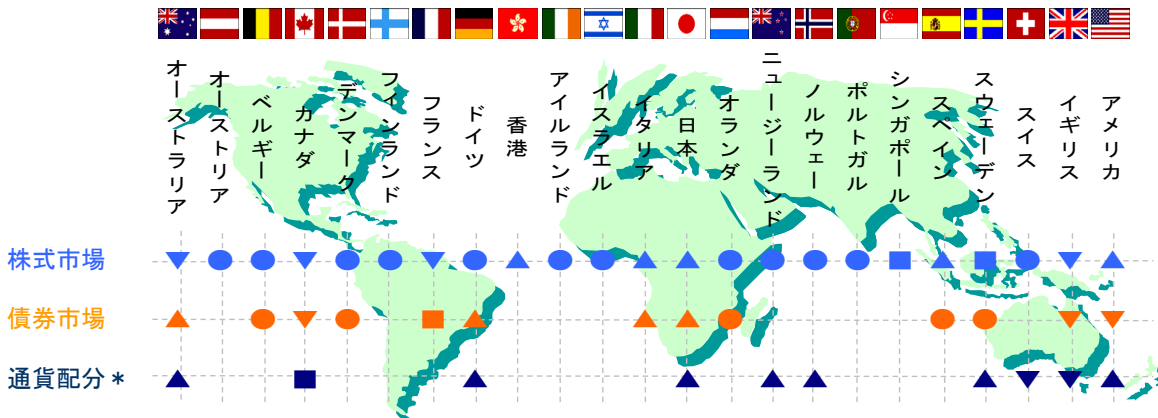 オーストラリア
オーストリア
ベルギー
カナダ
デンマーク
フィンランド
フランス
ドイツ
香港
アイルランド
イスラエル
イタリア
日本
オランダ
ニュージーランド
ノルウェー
ポルトガル
シンガポール
スペイン
スウェーデン
スイス
イギリス
アメリカ
株式市場
債券市場
通貨配分*